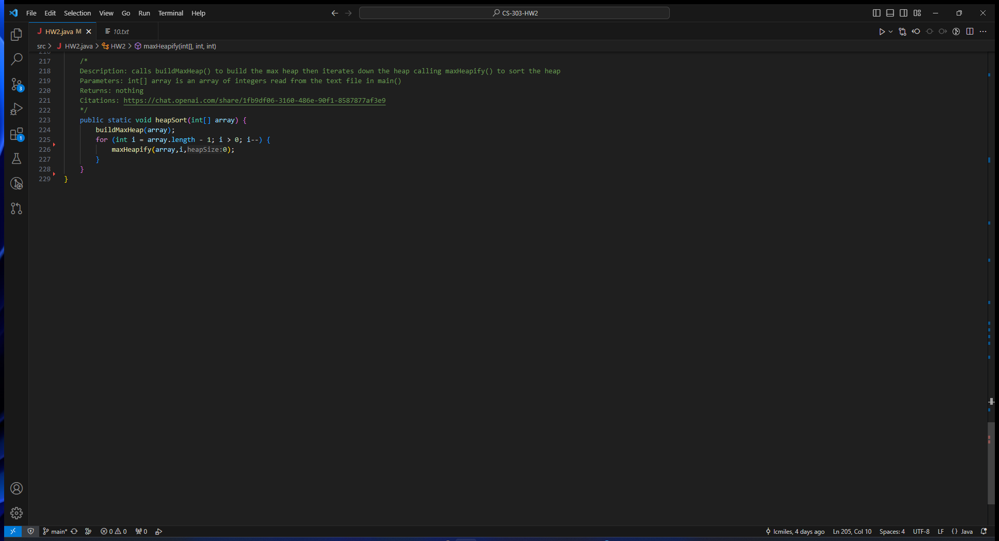 File Edit Selection View Go Run Terminal Help
CS-303-HW2
J HW2.java M
10.txt
src > J HW2.java > HW2 > maxHeapify(int[], int, int)
216
217 /*
218 Description: calls buildMaxHeap() to build the max heap then iterates down the heap calling maxHeapify() to sort the heap
219 Parameters: int[] array is an array of integers read from the text file in main()
220 Returns: nothing
221 Citations: https://chat.openai.com/share/1fb9df06-3160-486e-90f1-8587877af3e9
222 */
223 public static void heapSort(int[] array) {
224 buildMaxHeap(array);
225 for (int i = array.length - 1; i > 0; i--) {
226 maxHeapify(array,i,heapSize:0);
227 }
228 }
229 }
3
1
main* 0 0 0
lcmiles, 4 days ago Ln 205, Col 10 Spaces: 4 UTF-8 LF {} Java